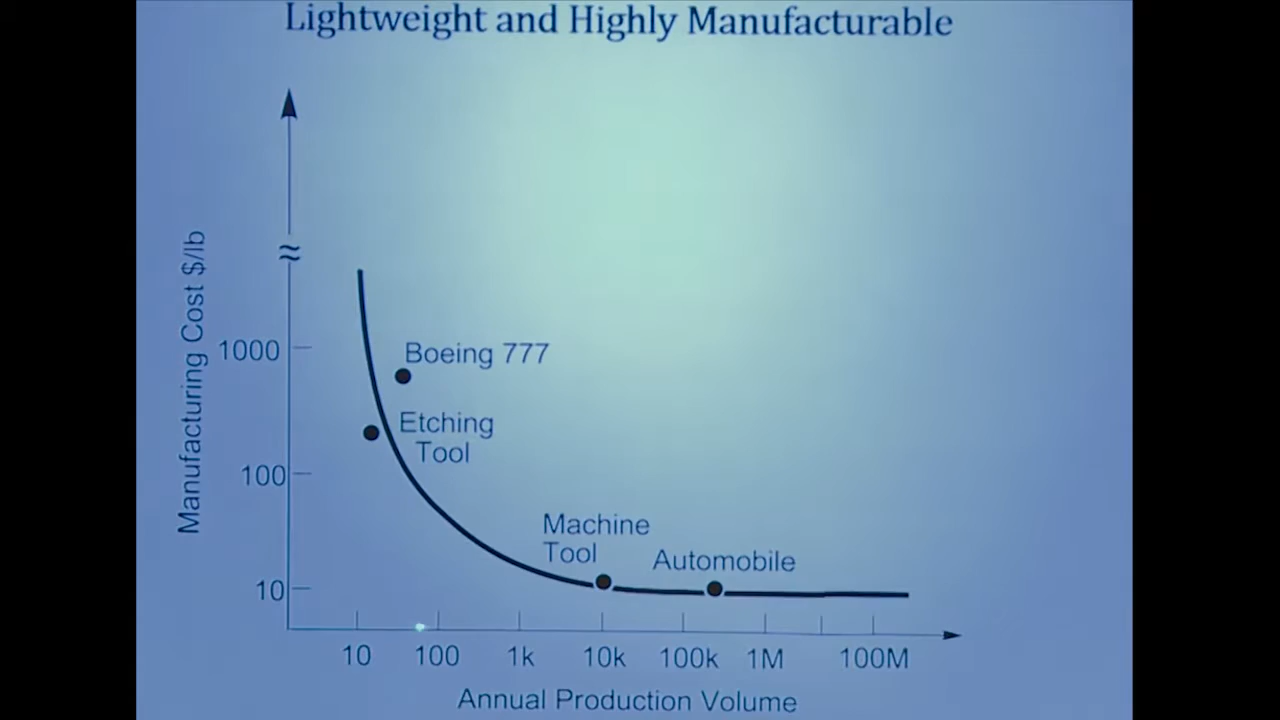 Lightweight and Highly Manufacturable
Manufacturing Cost $/lb
1000
100
10
Boeing 777
Etching
Tool
Machine
Tool
Automobile
10 100 1k 10k 100k 1M 100M
Annual Production Volume